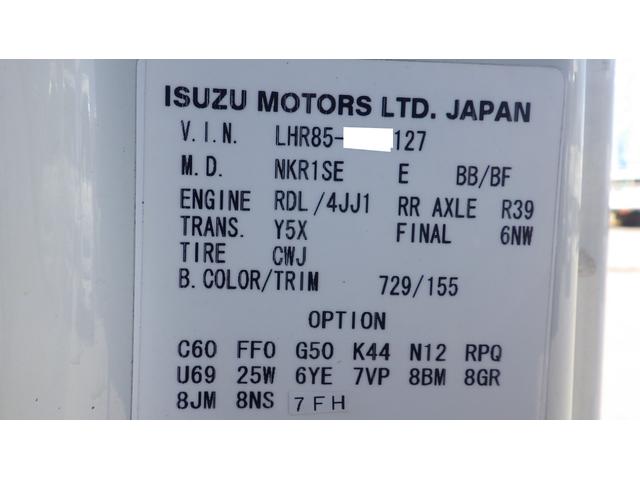 ISUZU MOTORS LTD. JAPAN
V.I.N. LHR85- 127
M.D. NKR1SE E BB/BF
ENGINE RDL/4JJ1 RR AXLE R39
TRANS. Y5X FINAL 6NW
TIRE CWJ
B.COLOR/TRIM 729/155
OPTION
C60 FF0 G50 K44 N12 RPQ
U69 25W 6YE 7VP 8BM 8GR
8JM 8NS 7FH